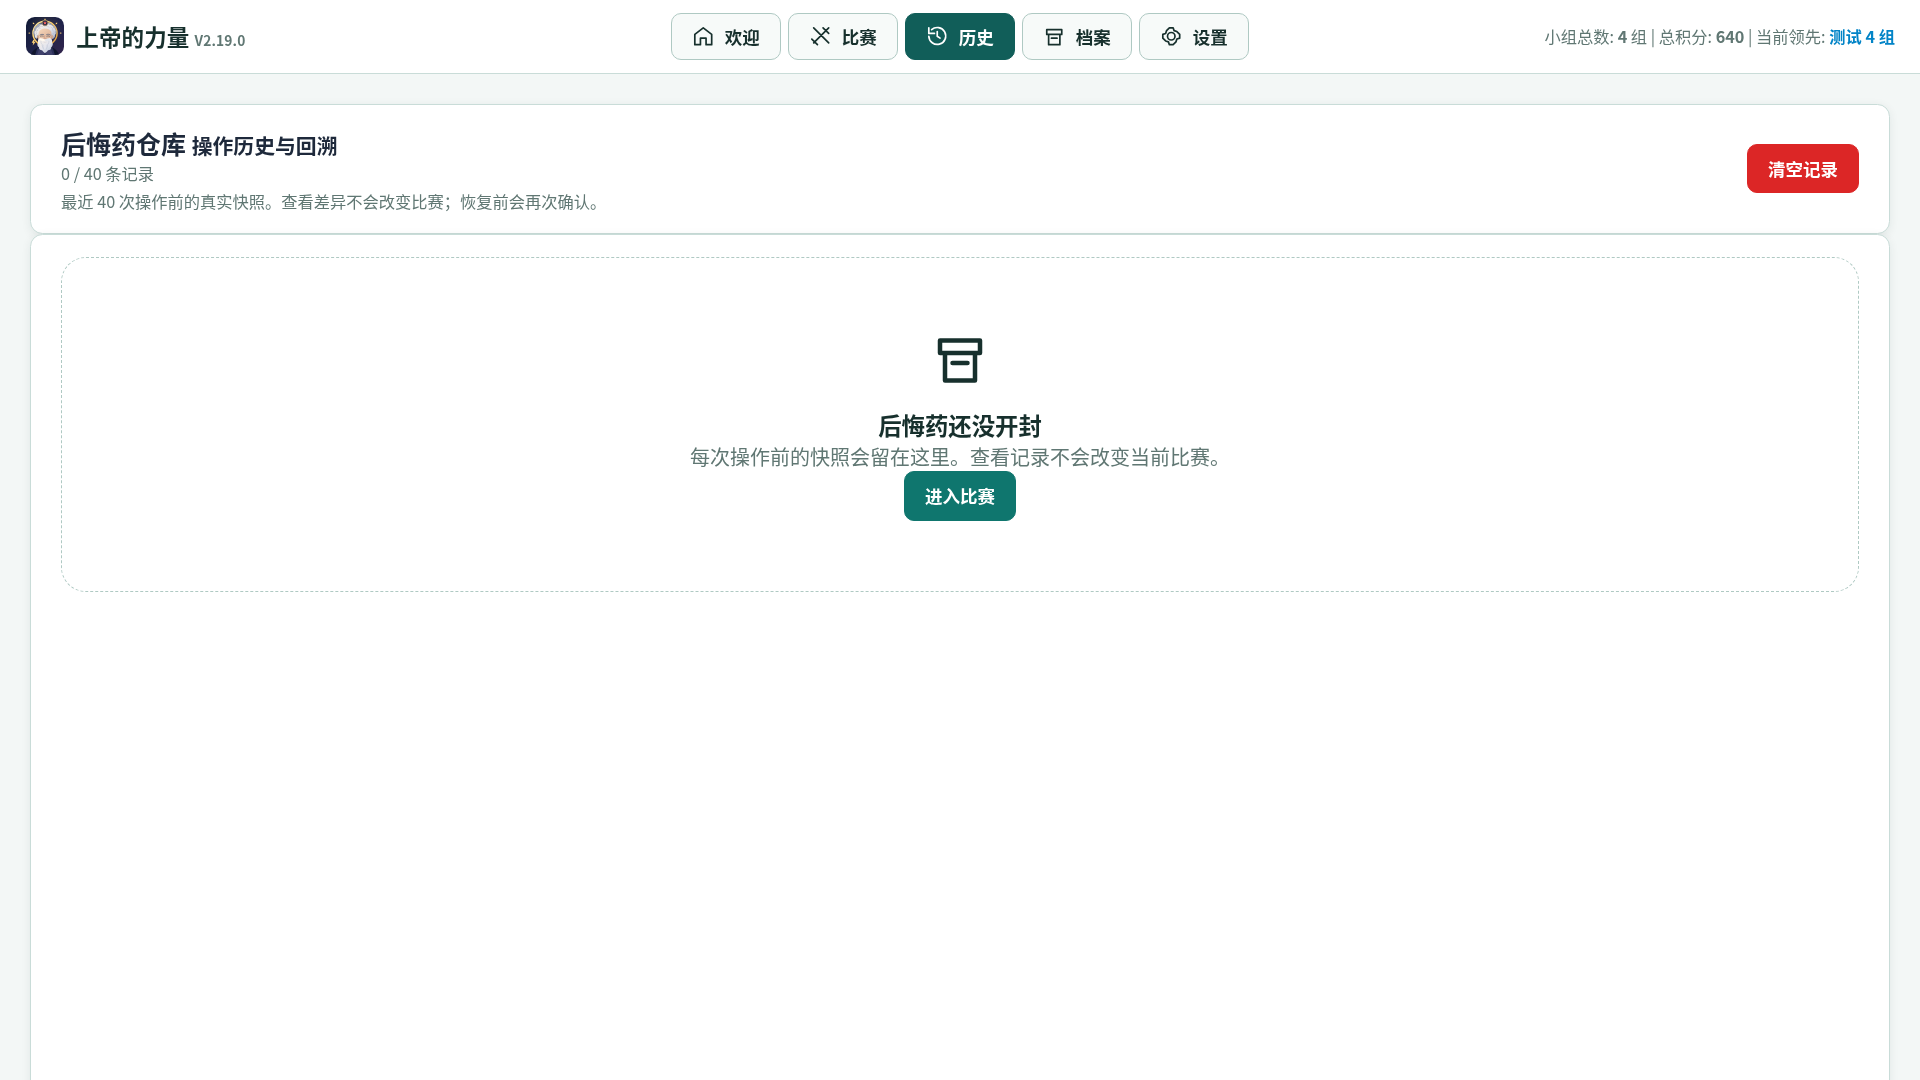 上帝的力量 V2.19.0
欢迎
比赛
历史
档案
设置
小组总数: 4 组 | 总积分: 640 | 当前领先: 测试 4 组
后悔药仓库 操作历史与回溯
0 / 40 条记录
最近 40 次操作前的真实快照。查看差异不会改变比赛；恢复前会再次确认。
清空记录
后悔药还没开封
每次操作前的快照会留在这里。查看记录不会改变当前比赛。
进入比赛